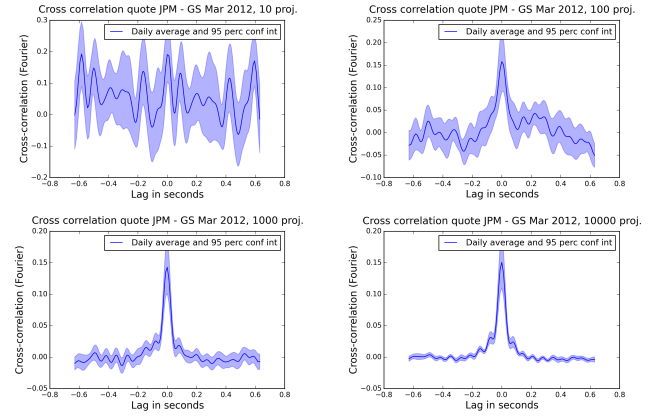 Cross correlation quote JPM - GS Mar 2012, 10 proj.
0.3
Daily average and 95 perc conf int
0.2
0.1
0.0
−0.1
−0.2
Cross-correlation (Fourier)
−0.8 −0.6 −0.4 −0.2 0.0 0.2 0.4 0.6 0.8
Lag in seconds
Cross correlation quote JPM - GS Mar 2012, 100 proj.
0.25
Daily average and 95 perc conf int
0.20
0.15
0.10
0.05
0.00
−0.05
−0.10
Cross-correlation (Fourier)
−0.8 −0.6 −0.4 −0.2 0.0 0.2 0.4 0.6 0.8
Lag in seconds
Cross correlation quote JPM - GS Mar 2012, 1000 proj.
0.20
Daily average and 95 perc conf int
0.15
0.10
0.05
0.00
−0.05
Cross-correlation (Fourier)
−0.8 −0.6 −0.4 −0.2 0.0 0.2 0.4 0.6 0.8
Lag in seconds
Cross correlation quote JPM - GS Mar 2012, 10000 proj.
0.20
Daily average and 95 perc conf int
0.15
0.10
0.05
0.00
−0.05
Cross-correlation (Fourier)
−0.8 −0.6 −0.4 −0.2 0.0 0.2 0.4 0.6 0.8
Lag in seconds